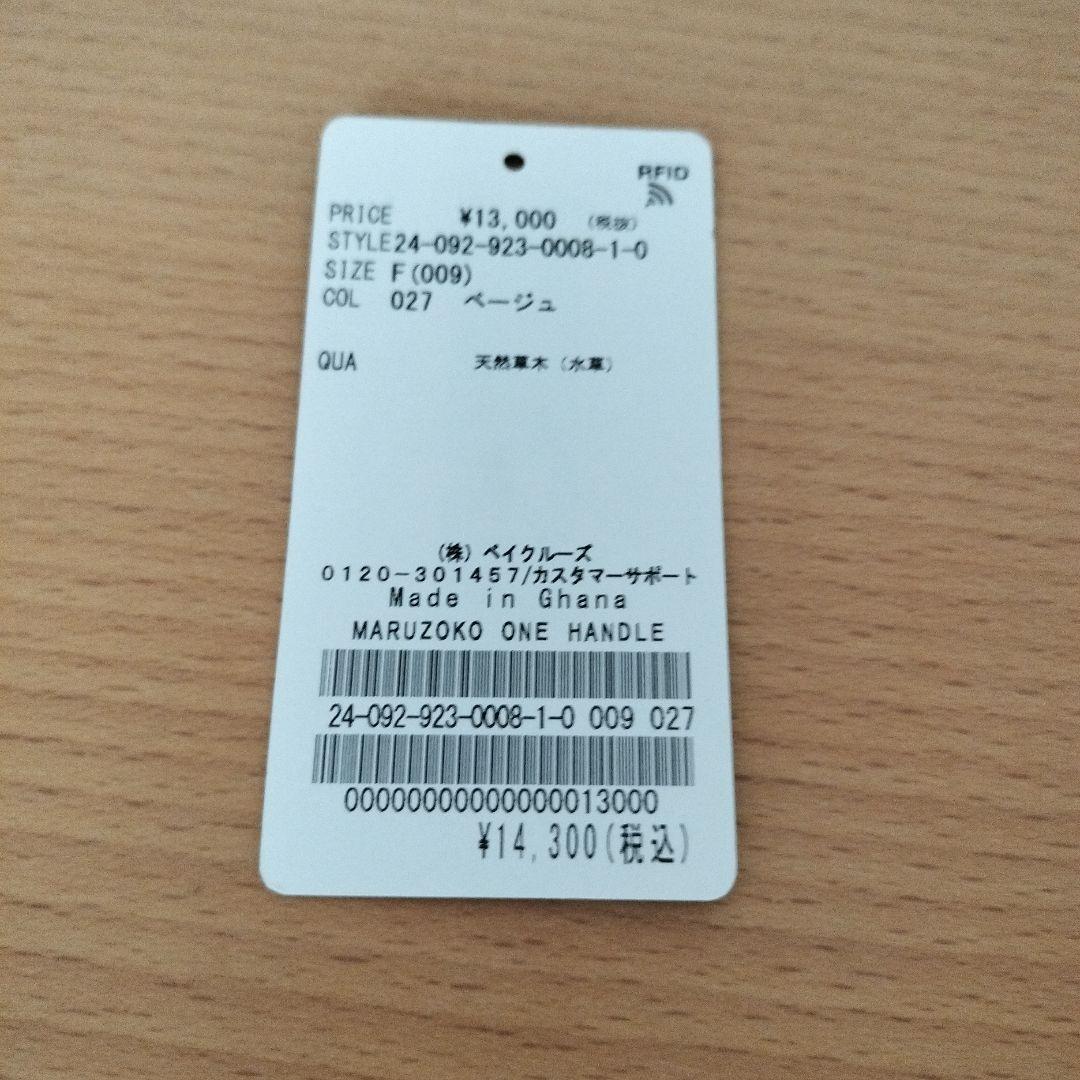 RFID
PRICE ¥13,000 (税抜)
STYLE24-092-923-0008-1-0
SIZE F(009)
COL 027 ベージュ
QUA 天然草木(水草)
(株)ベイクルーズ
0120-301457/カスタマーサポート
Made in Ghana
MARUZOKO ONE HANDLE
24-092-923-0008-1-0 009 027
00000000000000013000
¥14,300(税込)